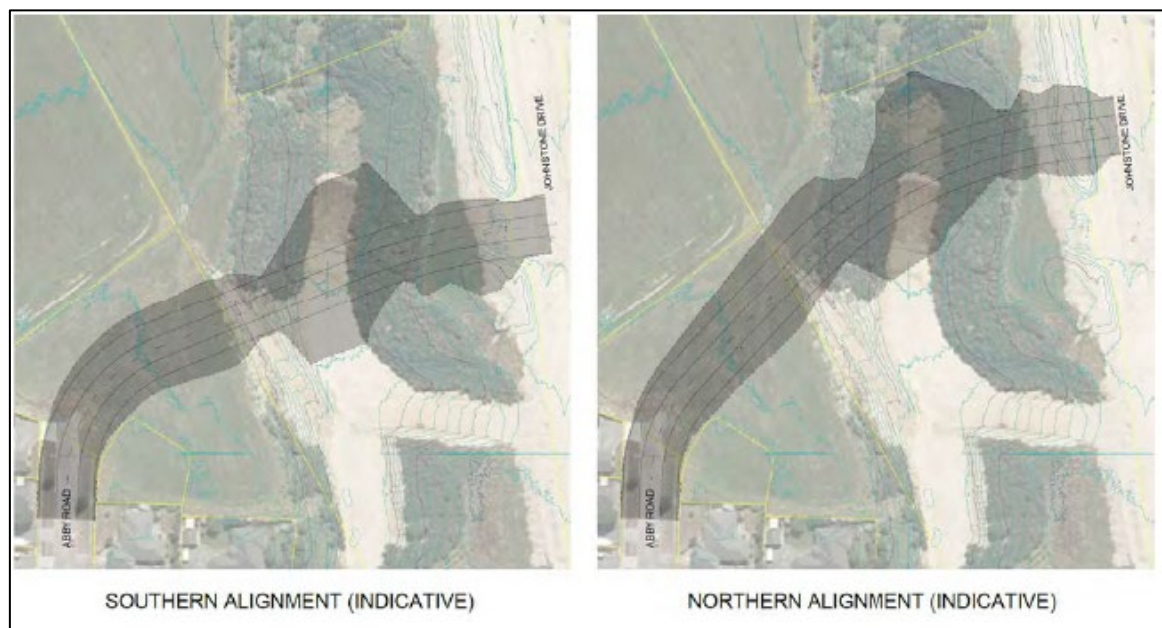 JOHNSTONE DRIVE
ABBY ROAD
SOUTHERN ALIGNMENT (INDICATIVE)
JOHNSTONE DRIVE
ABBY ROAD
NORTHERN ALIGNMENT (INDICATIVE)